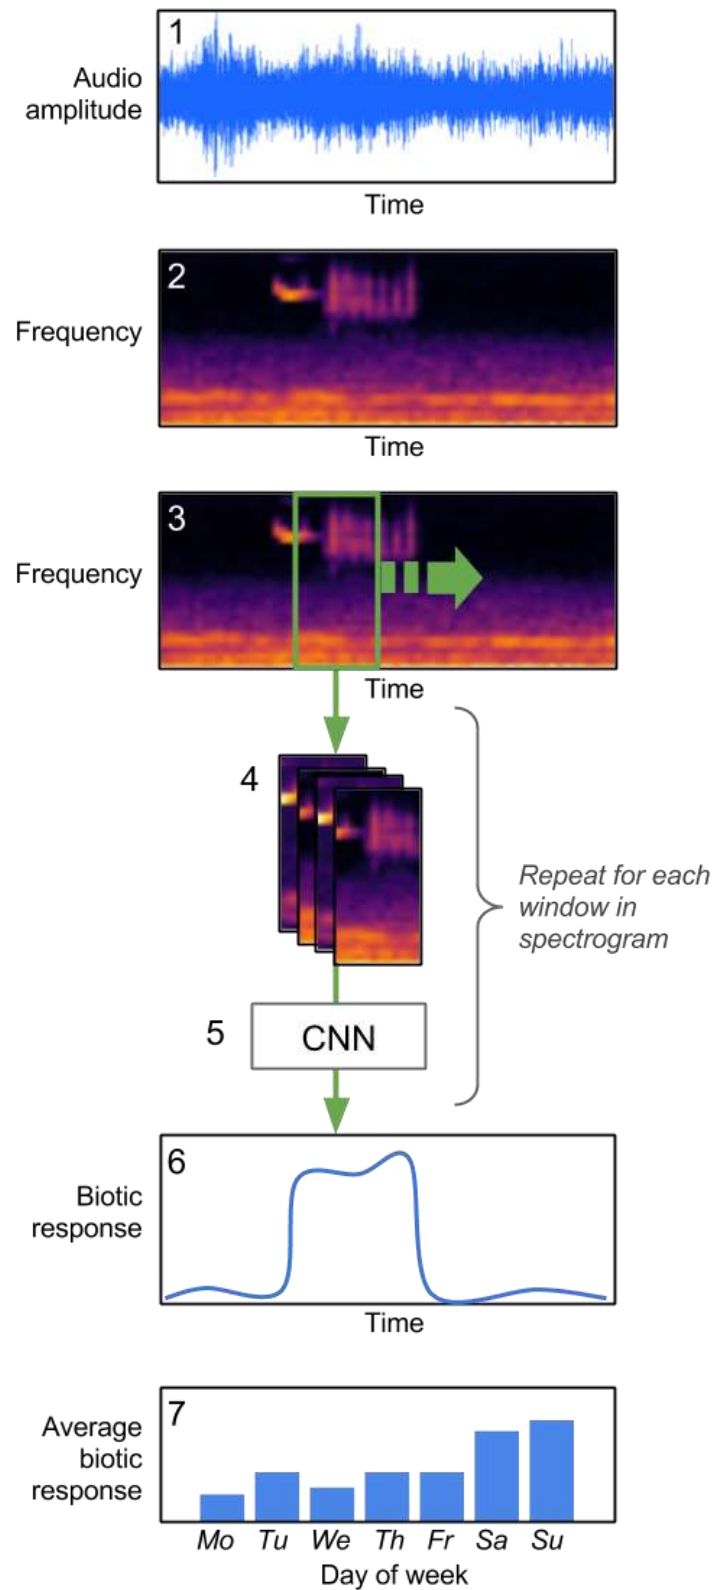 1
Audio
amplitude
Time
2
Frequency
Time
3
Frequency
Time
4
Repeat for each
window in
spectrogram
5
CNN
6
Biotic
response
Time
7
Average
biotic
response
Mo Tu We Th Fr Sa Su
Day of week